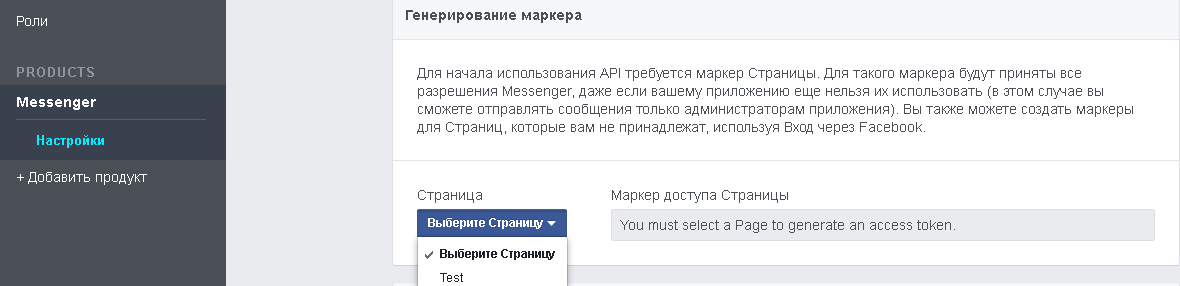 Роли
PRODUCTS
Messenger
Настройки
+ Добавить продукт
Генерирование маркера
Для начала использования API требуется маркер Страницы. Для такого маркера будут приняты все
разрешения Messenger, даже если вашему приложению еще нельзя их использовать (в этом случае вы
сможете отправлять сообщения только администраторам приложения). Вы также можете создать маркеры
для Страниц, которые вам не принадлежат, используя Вход через Facebook.
Страница
Выберите Страницу
Выберите Страницу
Test
Маркер доступа Страницы
You must select a Page to generate an access token.